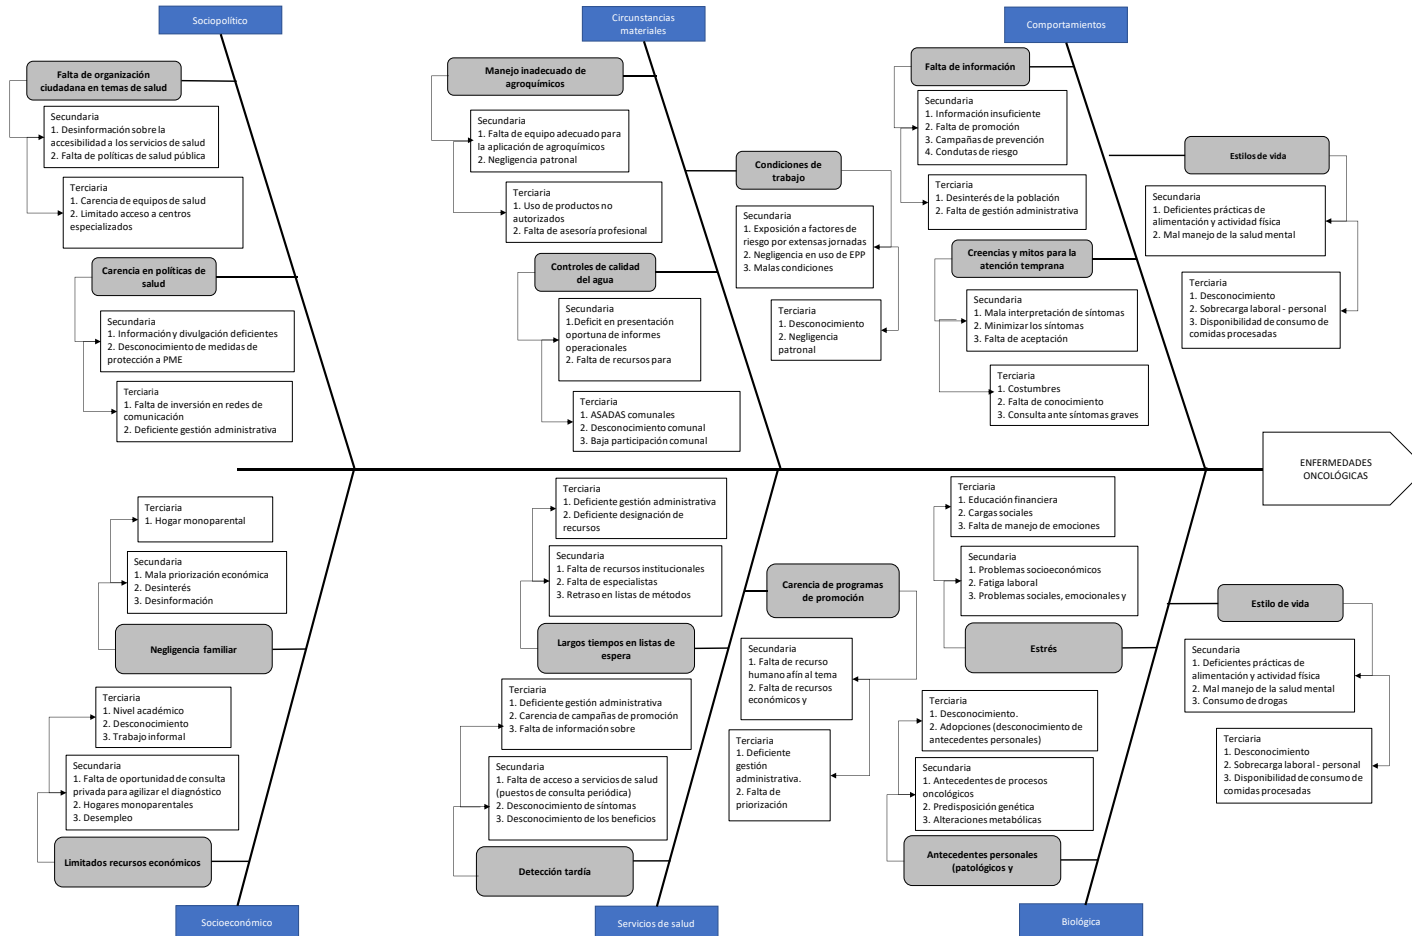 Sociopolítico
Falta de organización
ciudadana en temas de salud
Secundaria
1. Desinformación sobre la
accesibilidad a los servicios de salud
2. Falta de políticas de salud pública
Terciaria
1. Carencia de equipos de salud
2. Limitado acceso a centros
especializados
Carencia en políticas de
salud
Secundaria
1. Información y divulgación deficientes
2. Desconocimiento de medidas de
protección a PME
Terciaria
1. Falta de inversión en redes de
comunicación
2. Deficiente gestión administrativa
Circunstancias
materiales
Manejo inadecuado de
agroquímicos
Secundaria
1. Falta de equipo adecuado para
la aplicación de agroquímicos
2. Negligencia patronal
Terciaria
1. Uso de productos no
autorizados
2. Falta de asesoría profesional
Controles de calidad
del agua
Secundaria
1.Deficit en presentación
oportuna de informes
operacionales
2. Falta de recursos para
Terciaria
1. ASADAS comunales
2. Desconocimiento comunal
3. Baja participación comunal
Condiciones de
trabajo
Secundaria
1. Exposición a factores de
riesgo por extensas jornadas
2. Negligencia en uso de EPP
3. Malas condiciones
Terciaria
1. Desconocimiento
2. Negligencia
patronal
Comportamientos
Falta de información
Secundaria
1. Información insuficiente
2. Falta de promoción
3. Campañas de prevención
4. Condutas de riesgo
Terciaria
1. Desinterés de la población
2. Falta de gestión administrativa
Creencias y mitos para la
atención temprana
Secundaria
1. Mala interpretación de síntomas
2. Minimizar los síntomas
3. Falta de aceptación
Terciaria
1. Costumbres
2. Falta de conocimiento
3. Consulta ante síntomas graves
Estilos de vida
Secundaria
1. Deficientes prácticas de
alimentación y actividad física
2. Mal manejo de la salud mental
Terciaria
1. Desconocimiento
2. Sobrecarga laboral - personal
3. Disponibilidad de consumo de
comidas procesadas
ENFERMEDADES
ONCOLÓGICAS
Terciaria
1. Hogar monoparental
Secundaria
1. Mala priorización económica
2. Desinterés
3. Desinformación
Negligencia familiar
Terciaria
1. Nivel académico
2. Desconocimiento
3. Trabajo informal
Secundaria
1. Falta de oportunidad de consulta
privada para agilizar el diagnóstico
2. Hogares monoparentales
3. Desempleo
Limitados recursos económicos
Socioeconómico
Terciaria
1. Deficiente gestión administrativa
2. Deficiente designación de
recursos
Secundaria
1. Falta de recursos institucionales
2. Falta de especialistas
3. Retraso en listas de métodos
Largos tiempos en listas de
espera
Terciaria
1. Deficiente gestión administrativa
2. Carencia de campañas de promoción
3. Falta de información sobre
Secundaria
1. Falta de acceso a servicios de salud
(puestos de consulta periódica)
2. Desconocimiento de síntomas
3. Desconocimiento de los beneficios
Detección tardía
Servicios de salud
Carencia de programas
de promoción
Secundaria
1. Falta de recurso
humano afín al tema
2. Falta de recursos
económicos y
Terciaria
1. Deficiente
gestión
administrativa.
2. Falta de
priorización
Terciaria
1. Educación financiera
2. Cargas sociales
3. Falta de manejo de emociones
Secundaria
1. Problemas socioeconómicos
2. Fatiga laboral
3. Problemas sociales, emocionales y
Estrés
Terciaria
1. Desconocimiento.
2. Adopciones (desconocimiento de
antecedentes personales)
Secundaria
1. Antecedentes de procesos
oncológicos
2. Predisposición genética
3. Alteraciones metabólicas
Antecedentes personales
(patológicos y
Biológica
Estilo de vida
Secundaria
1. Deficientes prácticas de
alimentación y actividad física
2. Mal manejo de la salud mental
3. Consumo de drogas
Terciaria
1. Desconocimiento
2. Sobrecarga laboral - personal
3. Disponibilidad de consumo de
comidas procesadas